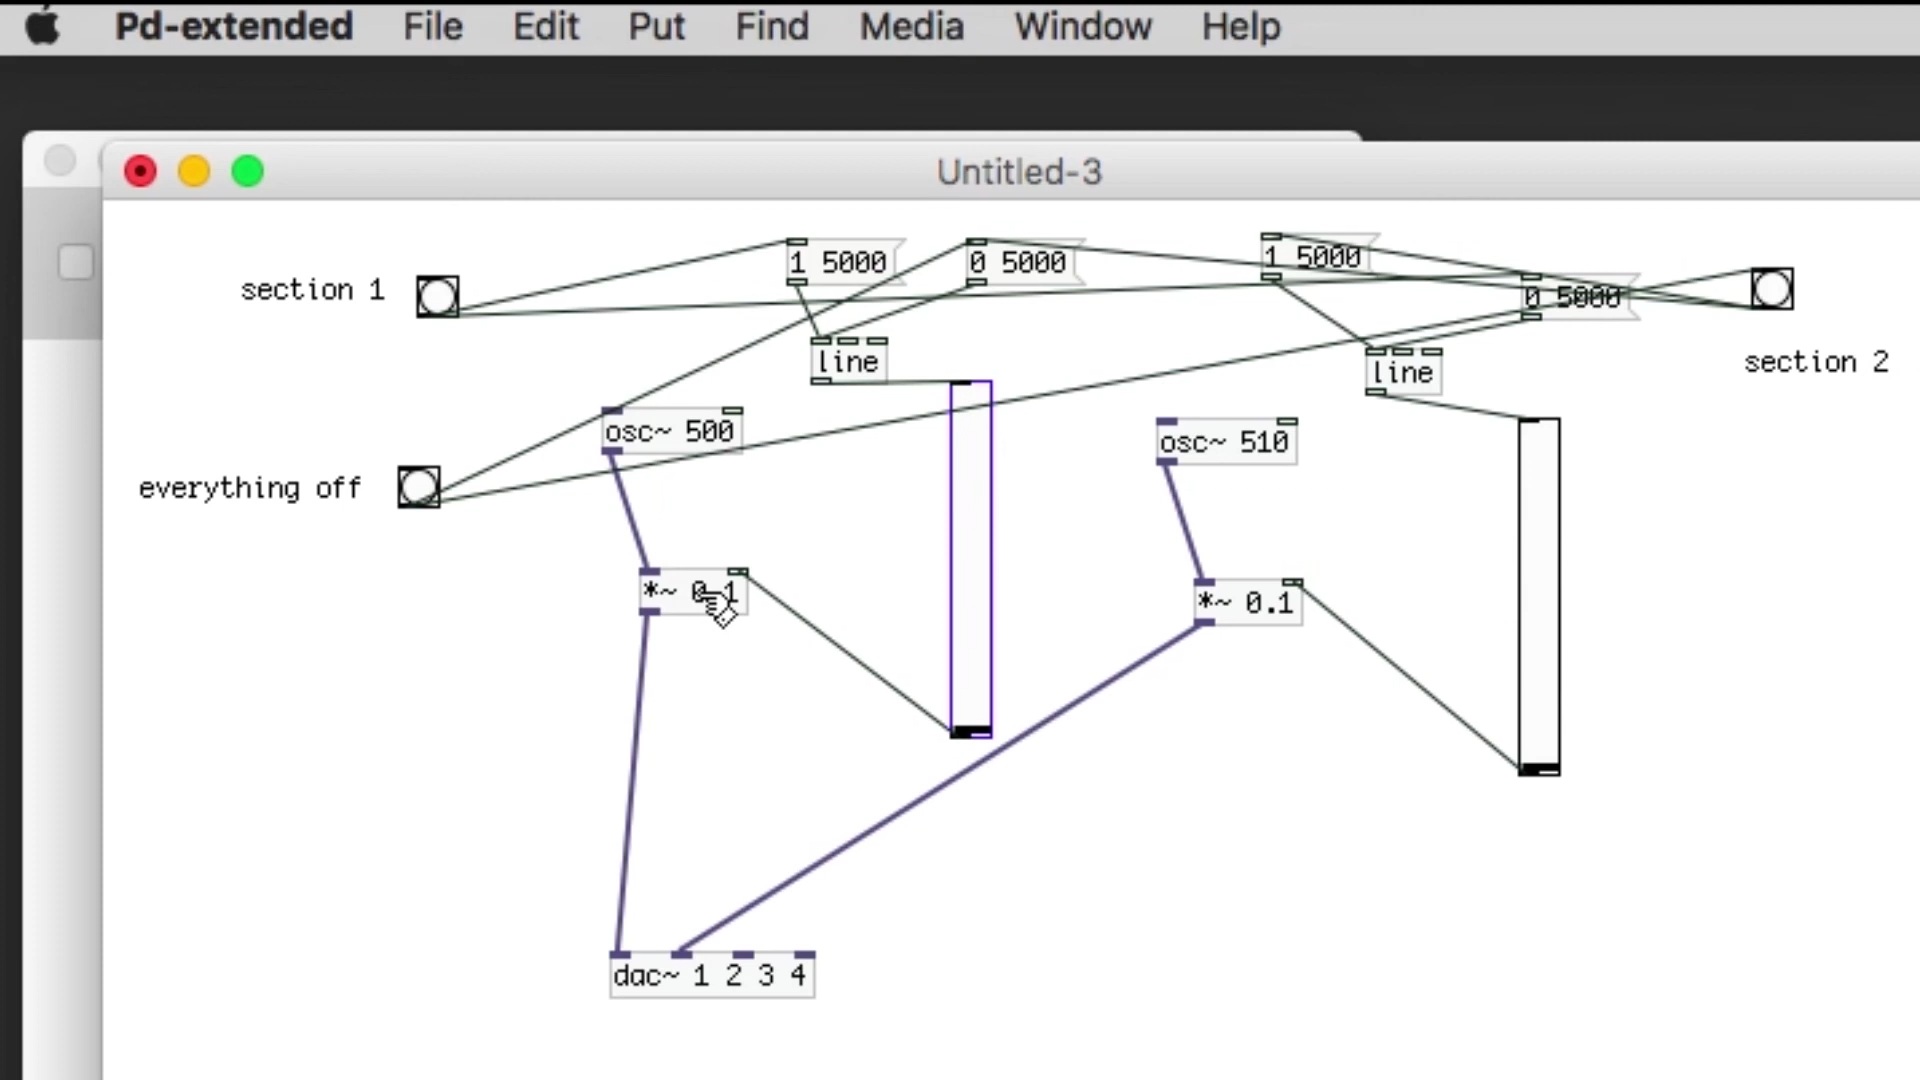 Pd-extended File Edit Put Find Media Window Help
Untitled-3
section 1
1 5000
0 5000
1 5000
0 5000
section 2
line
line
osc~ 500
osc~ 510
everything off
*~ 0.1
*~ 0.1
dac~ 1 2 3 4